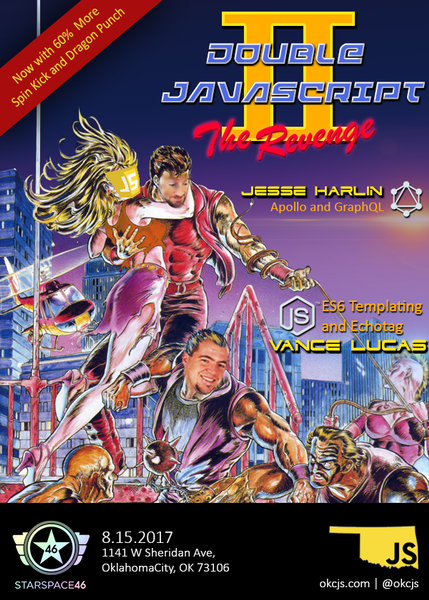 Now with 60% More
Spin Kick and Dragon Punch
II
DOUBLE
JAVASCRIPT
The Revenge
JESSE HARLIN
Apollo and GraphQL
JS
JS
ES6 Templating
and Echotag
VANCE LUCAS
46
STARSPACE46
8.15.2017
1141 W Sheridan Ave,
OklahomaCity, OK 73106
JS
okcjs.com | @okcjs